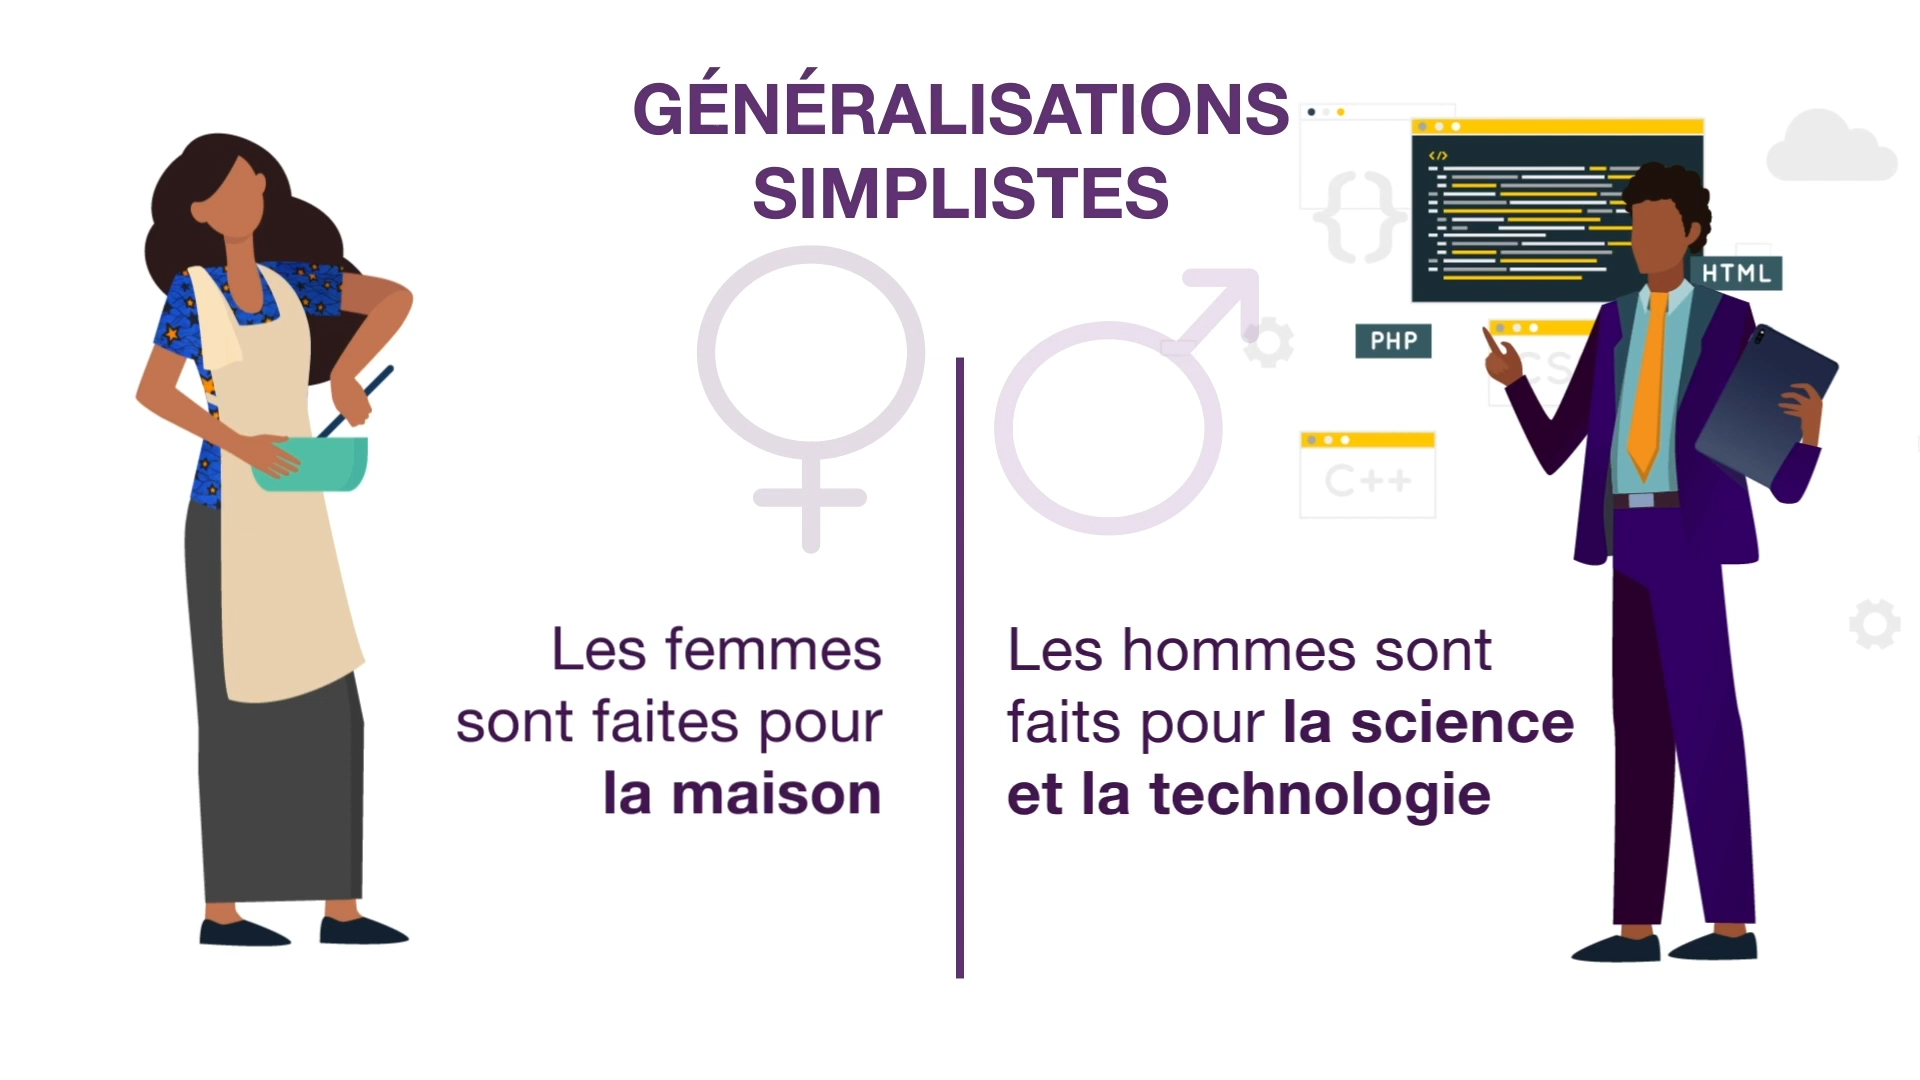 GÉNÉRALISATIONS
SIMPLISTES
</>
{}
HTML
PHP
CS
C++
Les femmes
sont faites pour
la maison
Les hommes sont
faits pour la science
et la technologie